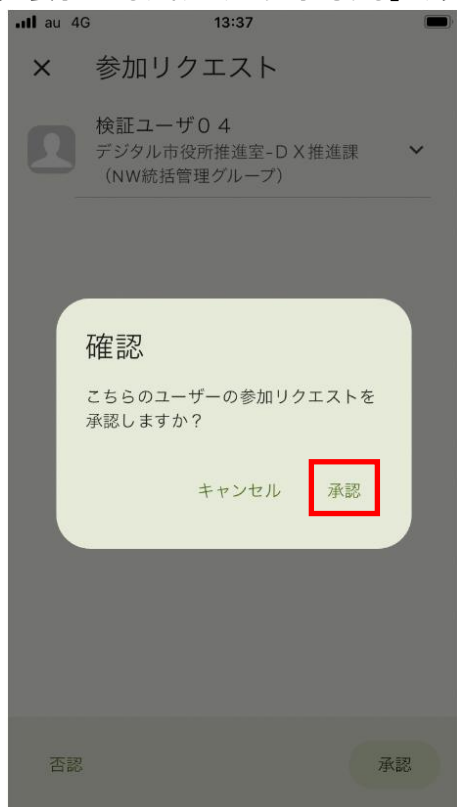 au 4G 13:37
× 参加リクエスト
検証ユーザ０４
デジタル市役所推進室-ＤＸ推進課
（NW統括管理グループ）
確認
こちらのユーザーの参加リクエストを
承認しますか？
キャンセル 承認
否認 承認